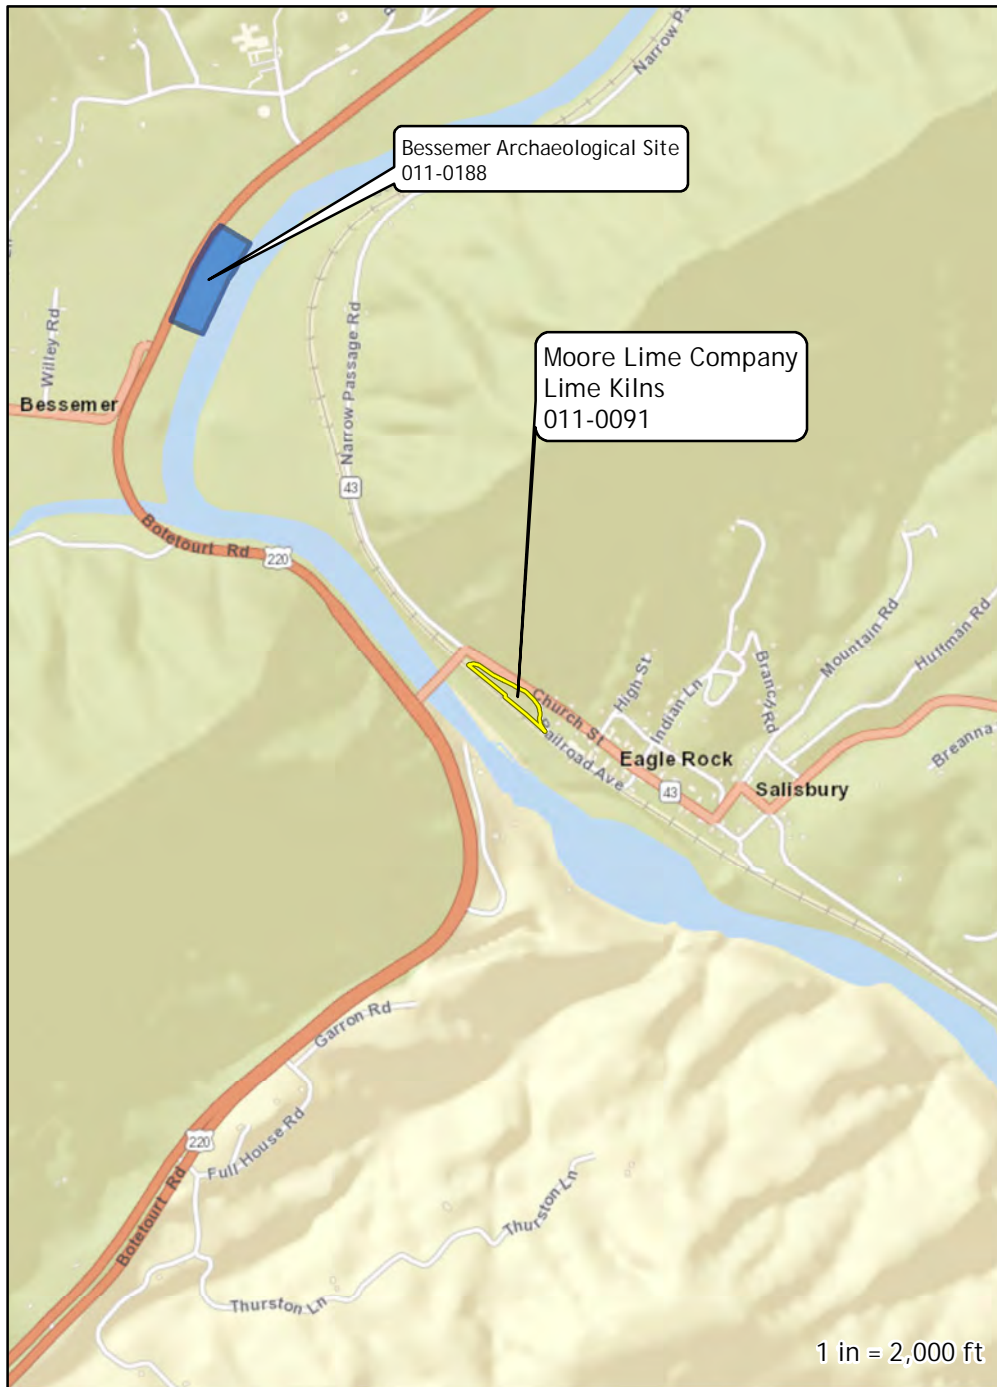 Narrow Pa
Bessemer Archaeological Site
011-0188
Willey Rd
Bessemer
Narrow Passage Rd
Moore Lime Company
Lime Kilns
011-0091
43
Botetourt Rd
220
High St
Indian Ln
Branch Rd
Mountain Rd
Huffman Rd
Church St
Railroad Ave
Eagle Rock
43
Salisbury
Breanna
Garron Rd
220
Full House Rd
Botetourt Rd
Thurston Ln
Thurston Ln
1 in = 2,000 ft